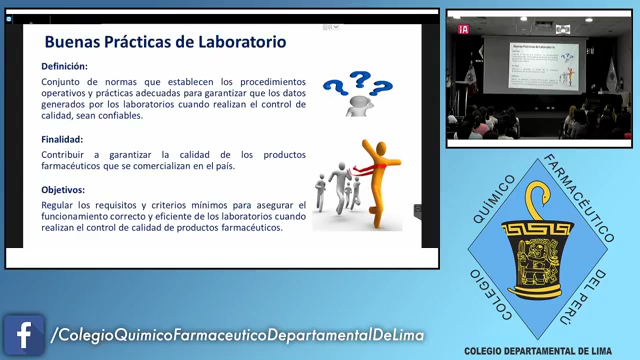 Buenas Prácticas de Laboratorio
Definición:
Conjunto de normas que establecen los procedimientos
operativos y prácticas adecuadas para garantizar que los datos
generados por los laboratorios cuando realizan el control de
calidad, sean confiables.
Finalidad:
Contribuir a garantizar la calidad de los productos
farmacéuticos que se comercializan en el país.
Objetivos:
Regular los requisitos y criterios mínimos para asegurar el
funcionamiento correcto y eficiente de los laboratorios cuando
realizan el control de calidad de productos farmacéuticos.
Buenas Prácticas de Laboratorio
COLEGIO QUÍMICO
FARMACÉUTICO DEL PERÚ
COLEGIO DEPARTAMENTAL DE LIMA
f /ColegioQuimicoFarmaceuticoDepartamentalDeLima